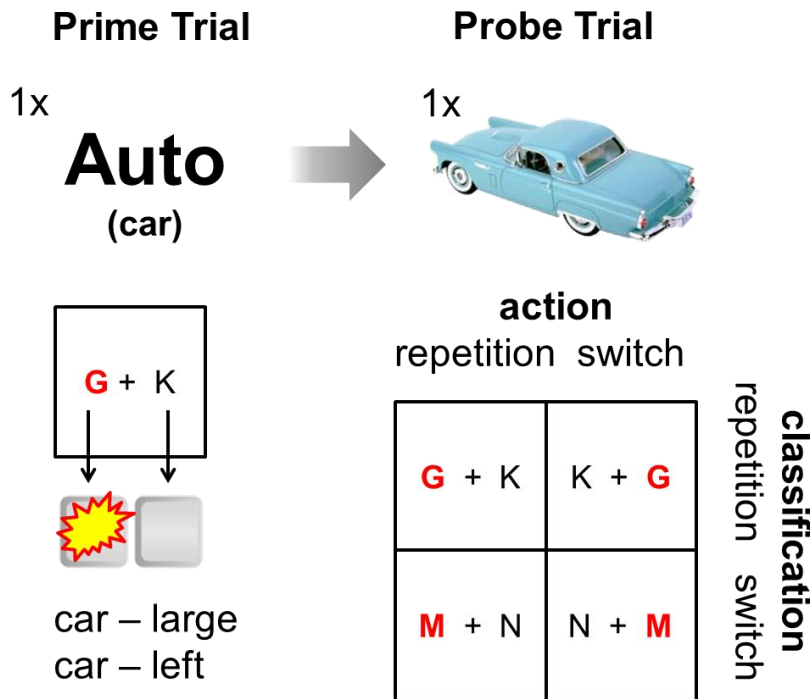 Prime Trial
Probe Trial
1x
Auto
(car)
1x
G + K
car – large
car – left
action
repetition switch
G + K
K + G
M + N
N + M
classification
repetition switch